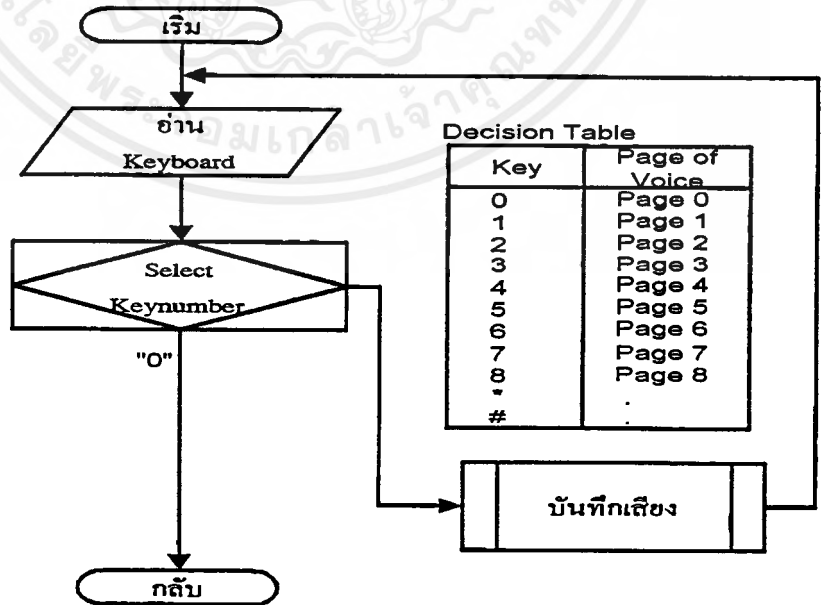 เริ่ม
อ่าน
Keyboard
Select
Keynumber
"0"
กลับ
Decision Table
Key Page of Voice
0 Page 0
1 Page 1
2 Page 2
3 Page 3
4 Page 4
5 Page 5
6 Page 6
7 Page 7
8 Page 8
* .
# .
บันทึกเสียง